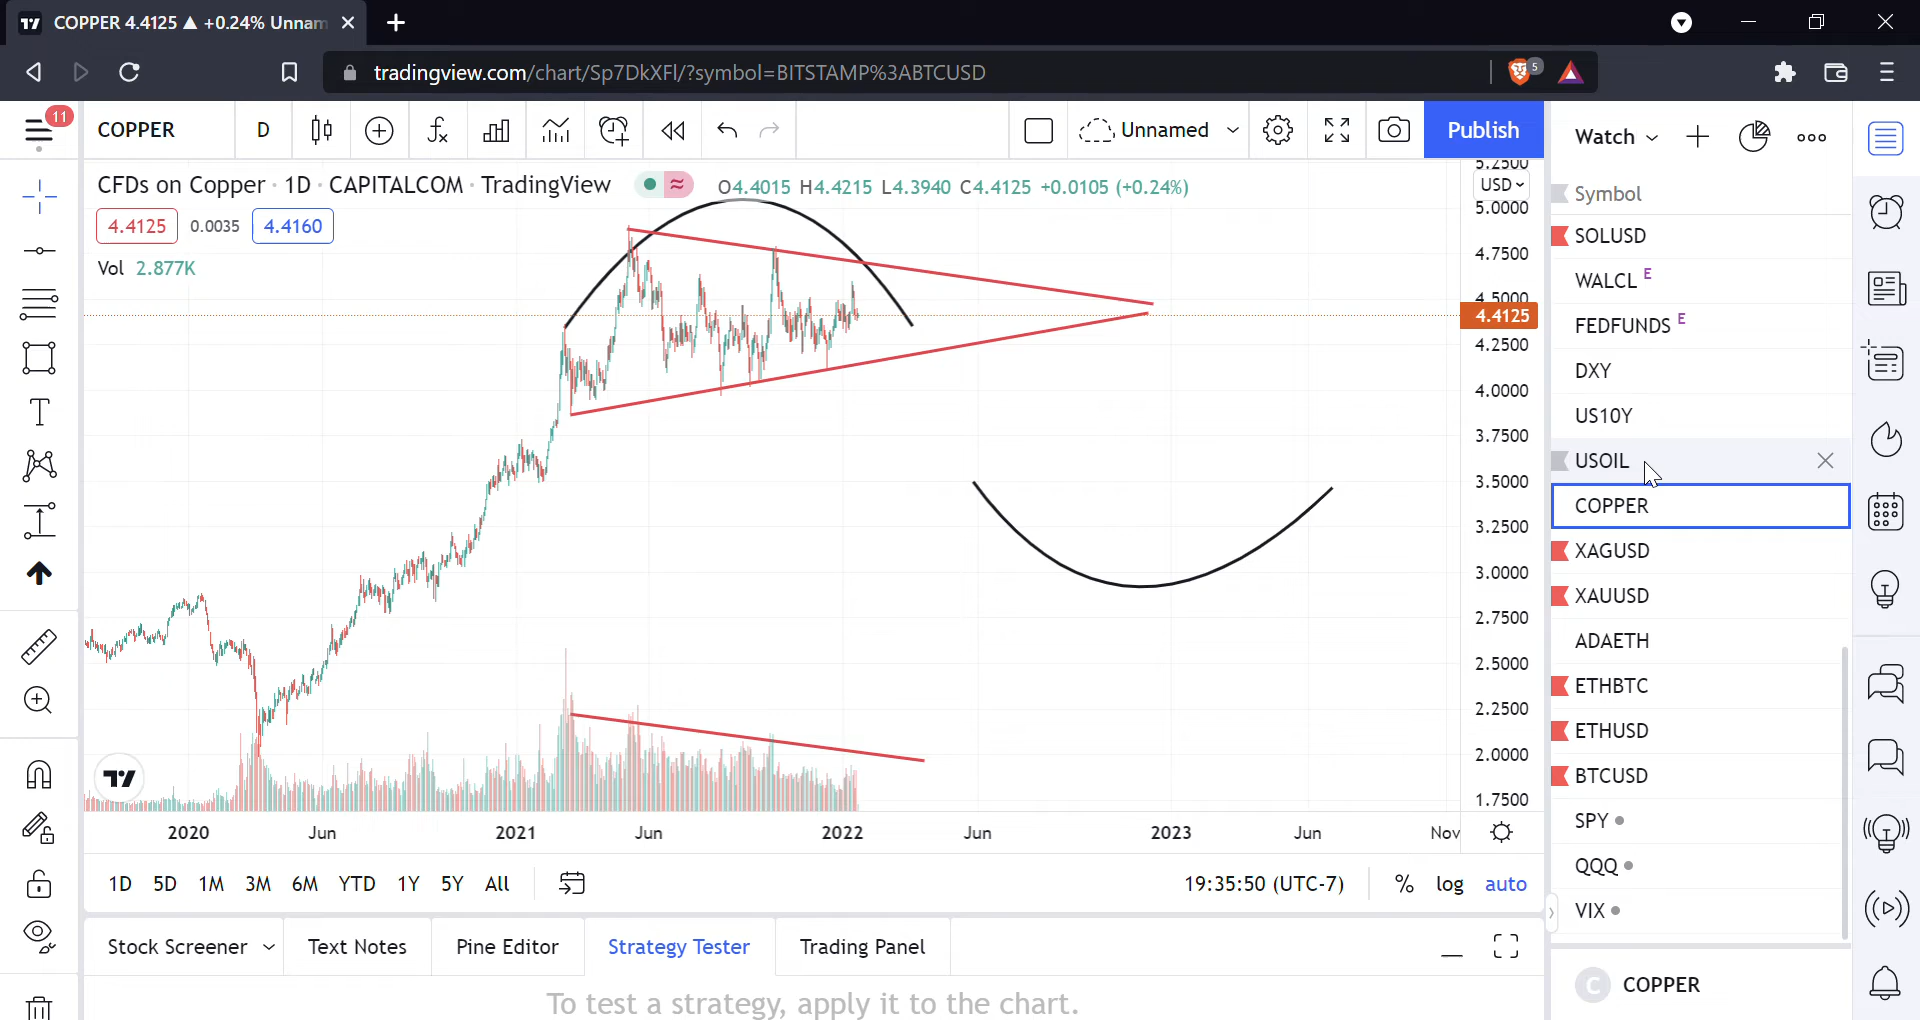 COPPER 4.4125 ▲ +0.24% Unnam
tradingview.com/chart/Sp7DkXFl/?symbol=BITSTAMP%3ABTCUSD
5
11
COPPER
D
Unnamed
Publish
Watch
CFDs on Copper · 1D · CAPITALCOM · TradingView
O4.4015 H4.4215 L4.3940 C4.4125 +0.0105 (+0.24%)
4.4125
0.0035
4.4160
Vol 2.877K
USD
5.2500
5.0000
4.7500
4.5000
4.4125
4.2500
4.0000
3.7500
3.5000
3.2500
3.0000
2.7500
2.5000
2.2500
2.0000
1.7500
2020
Jun
2021
Jun
2022
Jun
2023
Jun
Nov
1D
5D
1M
3M
6M
YTD
1Y
5Y
All
19:35:50 (UTC-7)
%
log
auto
Stock Screener
Text Notes
Pine Editor
Strategy Tester
Trading Panel
To test a strategy, apply it to the chart.
Symbol
SOLUSD
WALCL E
FEDFUNDS E
DXY
US10Y
USOIL
COPPER
XAGUSD
XAUUSD
ADAETH
ETHBTC
ETHUSD
BTCUSD
SPY
QQQ
VIX
C
COPPER